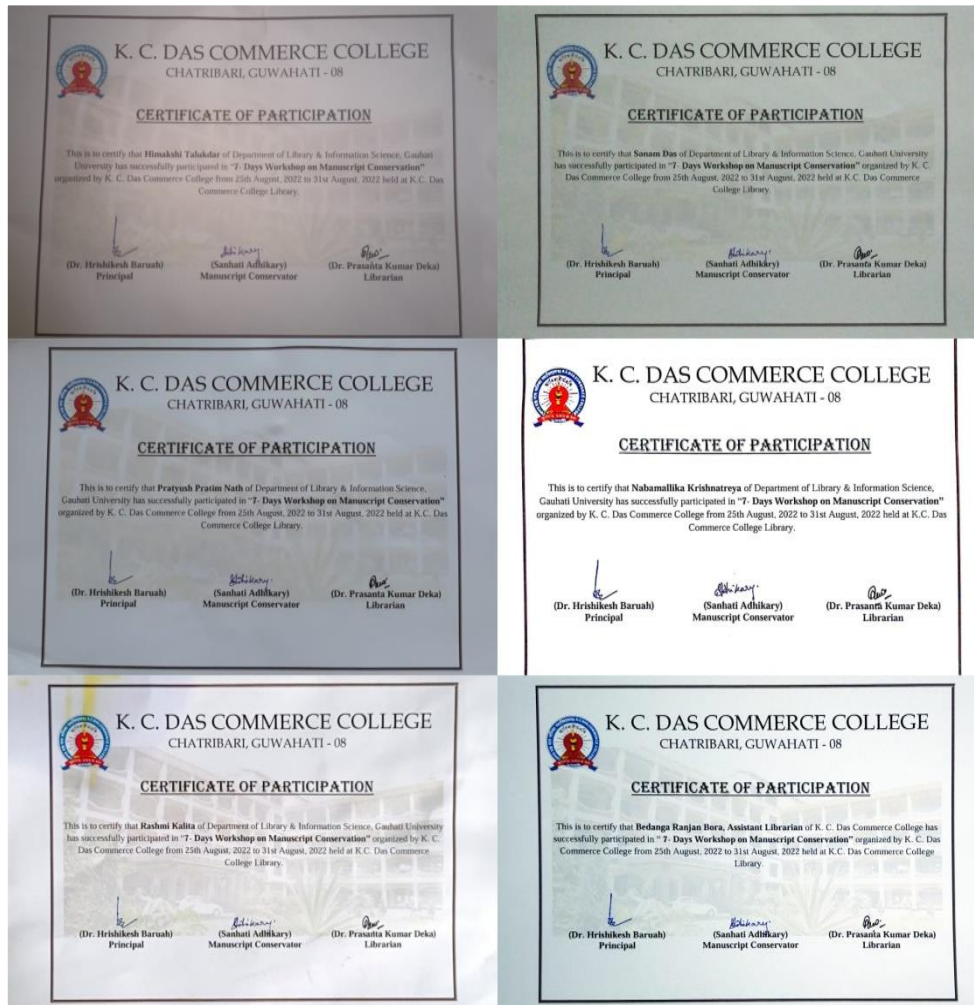 K. C. DAS COMMERCE COLLEGE
CHATRIBARI, GUWAHATI - 08
CERTIFICATE OF PARTICIPATION
This is to certify that Himakshi Talukdar of Department of Library & Information Science, Gauhati
University has successfully participated in "7- Days Workshop on Manuscript Conservation"
organized by K. C. Das Commerce College from 25th August, 2022 to 31st August, 2022 held at K.C. Das
Commerce College Library.
(Dr. Hrishikesh Baruah)
Principal
(Sanhati Adhikary)
Manuscript Conservator
(Dr. Prasanta Kumar Deka)
Librarian
K. C. DAS COMMERCE COLLEGE
CHATRIBARI, GUWAHATI - 08
CERTIFICATE OF PARTICIPATION
This is to certify that Sonam Das of Department of Library & Information Science, Gauhati University
has successfully participated in "7- Days Workshop on Manuscript Conservation" organized by K. C.
Das Commerce College from 25th August, 2022 to 31st August, 2022 held at K.C. Das Commerce
College Library.
(Dr. Hrishikesh Baruah)
Principal
(Sanhati Adhikary)
Manuscript Conservator
(Dr. Prasanta Kumar Deka)
Librarian
K. C. DAS COMMERCE COLLEGE
CHATRIBARI, GUWAHATI - 08
CERTIFICATE OF PARTICIPATION
This is to certify that Pratyush Pratim Nath of Department of Library & Information Science,
Gauhati University has successfully participated in "7- Days Workshop on Manuscript Conservation"
organized by K. C. Das Commerce College from 25th August, 2022 to 31st August, 2022 held at K.C. Das
Commerce College Library.
(Dr. Hrishikesh Baruah)
Principal
(Sanhati Adhikary)
Manuscript Conservator
(Dr. Prasanta Kumar Deka)
Librarian
K. C. DAS COMMERCE COLLEGE
CHATRIBARI, GUWAHATI - 08
CERTIFICATE OF PARTICIPATION
This is to certify that Nabamallika Krishnatreya of Department of Library & Information Science,
Gauhati University has successfully participated in "7- Days Workshop on Manuscript Conservation"
organized by K. C. Das Commerce College from 25th August, 2022 to 31st August, 2022 held at K.C. Das
Commerce College Library.
(Dr. Hrishikesh Baruah)
Principal
(Sanhati Adhikary)
Manuscript Conservator
(Dr. Prasanta Kumar Deka)
Librarian
K. C. DAS COMMERCE COLLEGE
CHATRIBARI, GUWAHATI - 08
CERTIFICATE OF PARTICIPATION
This is to certify that Rashmi Kalita of Department of Library & Information Science, Gauhati University
has successfully participated in "7- Days Workshop on Manuscript Conservation" organized by K. C.
Das Commerce College from 25th August, 2022 to 31st August, 2022 held at K.C. Das Commerce
College Library.
(Dr. Hrishikesh Baruah)
Principal
(Sanhati Adhikary)
Manuscript Conservator
(Dr. Prasanta Kumar Deka)
Librarian
K. C. DAS COMMERCE COLLEGE
CHATRIBARI, GUWAHATI - 08
CERTIFICATE OF PARTICIPATION
This is to certify that Bedanga Ranjan Bora, Assistant Librarian of K. C. Das Commerce College has
successfully participated in " 7- Days Workshop on Manuscript Conservation" organized by K. C. Das
Commerce College from 25th August, 2022 to 31st August, 2022 held at K.C. Das Commerce College
Library.
(Dr. Hrishikesh Baruah)
Principal
(Sanhati Adhikary)
Manuscript Conservator
(Dr. Prasanta Kumar Deka)
Librarian